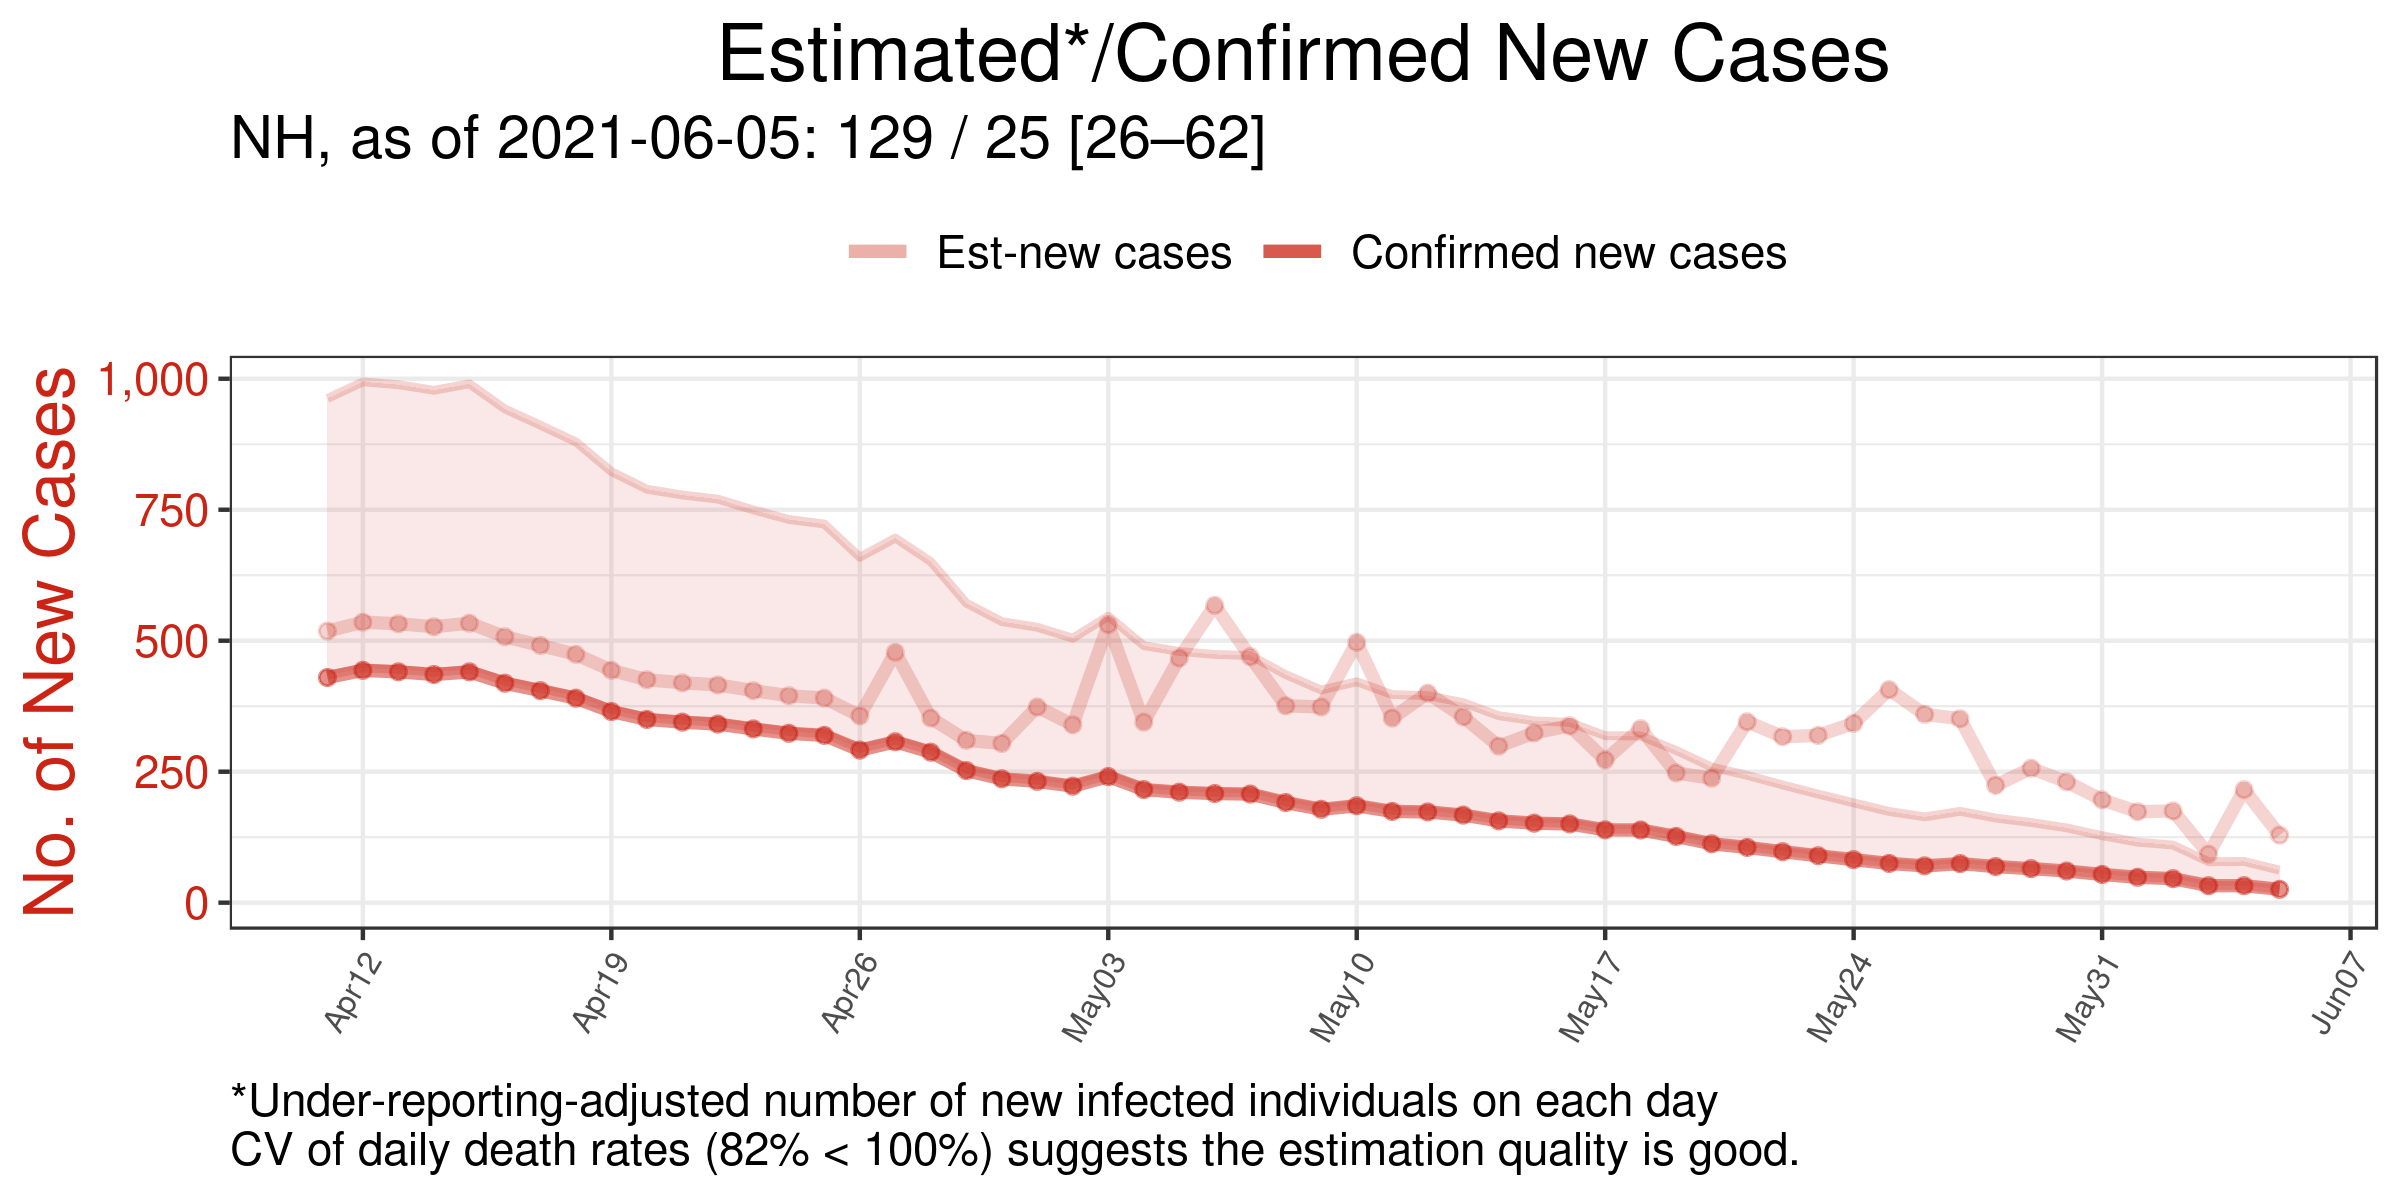 Estimated*/Confirmed New Cases
NH, as of 2021-06-05: 129 / 25 [26–62]
Est-new cases
Confirmed new cases
No. of New Cases
1,000
750
500
250
0
Apr12
Apr19
Apr26
May03
May10
May17
May24
May31
Jun07
*Under-reporting-adjusted number of new infected individuals on each day
CV of daily death rates (82% < 100%) suggests the estimation quality is good.